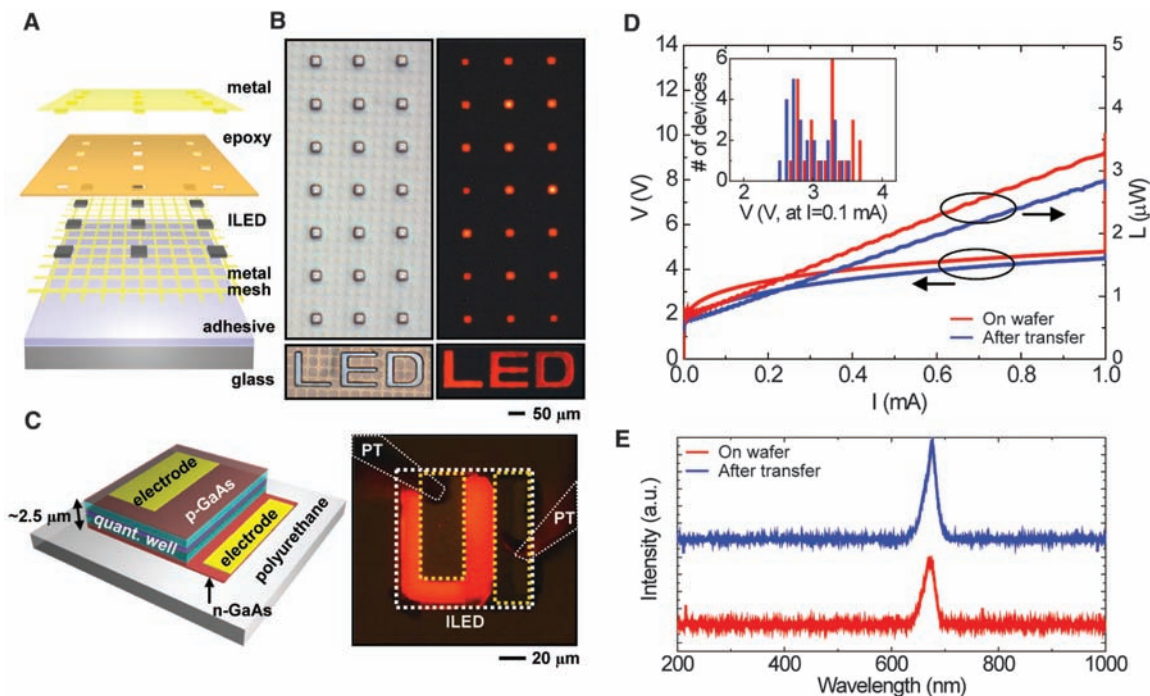 A
metal
epoxy
ILED
metal
mesh
adhesive
glass
B
LED LED
50 μm
C
electrode
p-GaAs
~2.5 μm
quant. well
electrode
polyurethane
n-GaAs
PT
PT
ILED
20 μm
D
14
12
10
8
6
4
2
0
V (V)
5
4
3
2
1
0
L (μW)
6
4
2
0
# of devices
2 3 4
V (V, at I=0.1 mA)
On wafer
After transfer
0.0 0.2 0.4 0.6 0.8 1.0
I (mA)
E
On wafer
After transfer
Intensity (a.u.)
200 400 600 800 1000
Wavelength (nm)